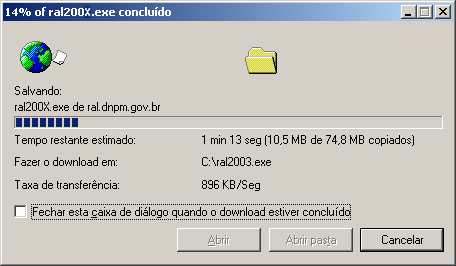 14% of ral200X.exe concluído
Salvando:
ral200X.exe de ral.dnpm.gov.br
Tempo restante estimado: 1 min 13 seg (10,5 MB de 74,8 MB copiados)
Fazer o download em: C:\ral2003.exe
Taxa de transferência: 896 KB/Seg
Fechar esta caixa de diálogo quando o download estiver concluído
Abrir Abrir pasta Cancelar